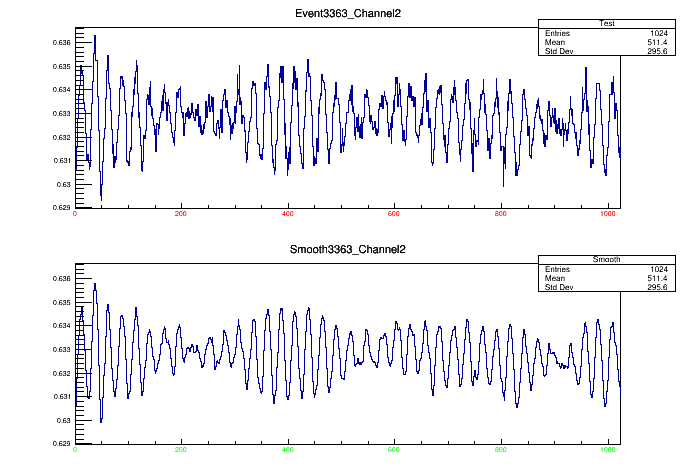 Event3363_Channel2
Test
Entries 1024
Mean 511.4
Std Dev 295.6
0.636
0.635
0.634
0.633
0.632
0.631
0.63
0.629
0 200 400 600 800 1000
Smooth3363_Channel2
Smooth
Entries 1024
Mean 511.4
Std Dev 295.6
0.636
0.635
0.634
0.633
0.632
0.631
0.63
0.629
0 200 400 600 800 1000